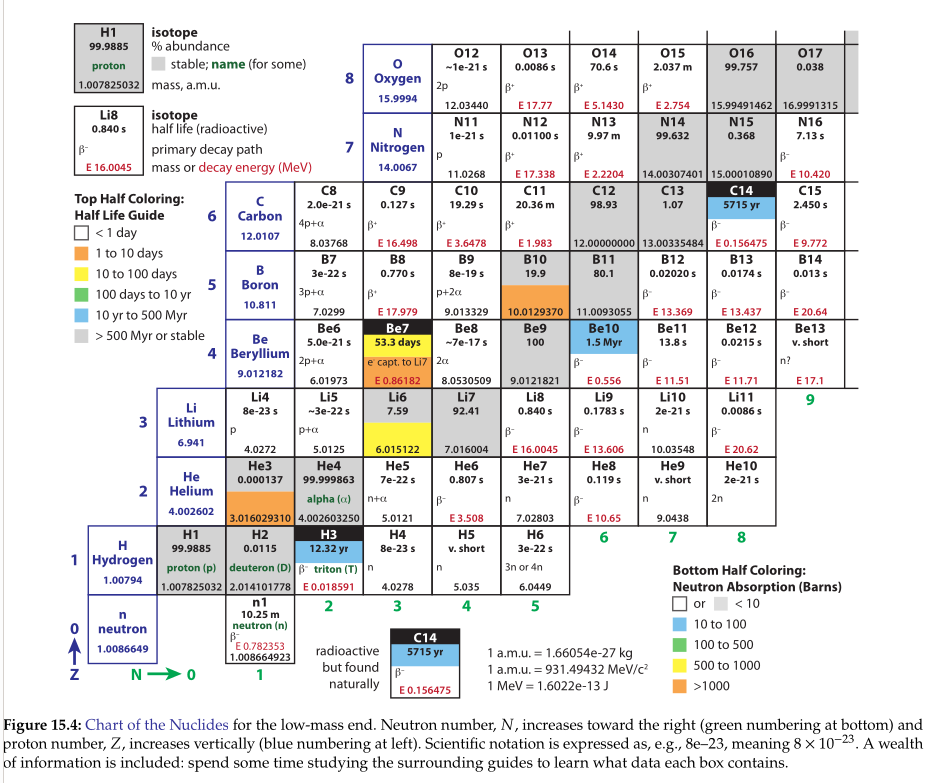 H1
99.9885
proton
1.007825032
isotope
% abundance
stable; name (for some)
mass, a.m.u.
Li8
0.840 s
β⁻
E 16.0045
isotope
half life (radioactive)
primary decay path
mass or decay energy (MeV)
Top Half Coloring:
Half Life Guide
< 1 day
1 to 10 days
10 to 100 days
100 days to 10 yr
10 yr to 500 Myr
> 500 Myr or stable
8
O
Oxygen
15.9994
O12
~1e-21 s
2p
12.03440
O13
0.0086 s
β⁺
E 17.77
O14
70.6 s
β⁺
E 5.1430
O15
2.037 m
β⁺
E 2.754
O16
99.757
15.99491462
O17
0.038
16.9991315
7
N
Nitrogen
14.0067
N11
1e-21 s
p
11.0268
N12
0.01100 s
β⁺
E 17.338
N13
9.97 m
β⁺
E 2.2204
N14
99.632
14.00307401
N15
0.368
15.00010890
N16
7.13 s
β⁻
E 10.420
6
C
Carbon
12.0107
C8
2.0e-21 s
4p+α
8.03768
C9
0.127 s
β⁺
E 16.498
C10
19.29 s
β⁺
E 3.6478
C11
20.36 m
β⁺
E 1.983
C12
98.93
12.00000000
C13
1.07
13.00335484
C14
5715 yr
β⁻
E 0.156475
C15
2.450 s
β⁻
E 9.772
5
B
Boron
10.811
B7
3e-22 s
3p+α
7.0299
B8
0.770 s
β⁺
E 17.979
B9
8e-19 s
p+2α
9.013329
B10
19.9
10.0129370
B11
80.1
11.0093055
B12
0.02020 s
β⁻
E 13.369
B13
0.0174 s
β⁻
E 13.437
B14
0.013 s
β⁻
E 20.64
4
Be
Beryllium
9.012182
Be6
5.0e-21 s
2p+α
6.01973
Be7
53.3 days
e⁻ capt. to Li7
E 0.86182
Be8
~7e-17 s
2α
8.0530509
Be9
100
9.0121821
Be10
1.5 Myr
β⁻
E 0.556
Be11
13.8 s
β⁻
E 11.51
Be12
0.0215 s
β⁻
E 11.71
Be13
v. short
n?
E 17.1
3
Li
Lithium
6.941
Li4
8e-23 s
p
4.0272
Li5
~3e-22 s
p+α
5.0125
Li6
7.59
6.015122
Li7
92.41
7.016004
Li8
0.840 s
β⁻
E 16.0045
Li9
0.1783 s
β⁻
E 13.606
Li10
2e-21 s
n
10.03548
Li11
0.0086 s
β⁻
E 20.62
9
2
He
Helium
4.002602
He3
0.000137
3.016029310
He4
99.999863
alpha (α)
4.002603250
He5
7e-22 s
n+α
5.0121
He6
0.807 s
β⁻
E 3.508
He7
3e-21 s
n
7.02803
He8
0.119 s
β⁻
E 10.65
He9
v. short
n
9.0438
He10
2e-21 s
2n
1
H
Hydrogen
1.00794
H1
99.9885
proton (p)
1.007825032
H2
0.0115
deuteron (D)
2.014101778
H3
12.32 yr
β⁻ triton (T)
E 0.018591
H4
8e-23 s
n
4.0278
H5
v. short
n
5.035
H6
3e-22 s
3n or 4n
6.0449
6
7
8
0
n
neutron
1.0086649
n1
10.25 m
neutron (n)
β⁻
E 0.782353
1.008664923
2
3
4
5
Z
N
0
1
radioactive
but found
naturally
C14
5715 yr
β⁻
E 0.156475
1 a.m.u. = 1.66054e-27 kg
1 a.m.u. = 931.49432 MeV/c²
1 MeV = 1.6022e-13 J
Bottom Half Coloring:
Neutron Absorption (Barns)
or < 10
10 to 100
100 to 500
500 to 1000
>1000
Figure 15.4: Chart of the Nuclides for the low-mass end. Neutron number, N, increases toward the right (green numbering at bottom) and
proton number, Z, increases vertically (blue numbering at left). Scientific notation is expressed as, e.g., 8e–23, meaning 8 × 10⁻²³. A wealth
of information is included: spend some time studying the surrounding guides to learn what data each box contains.